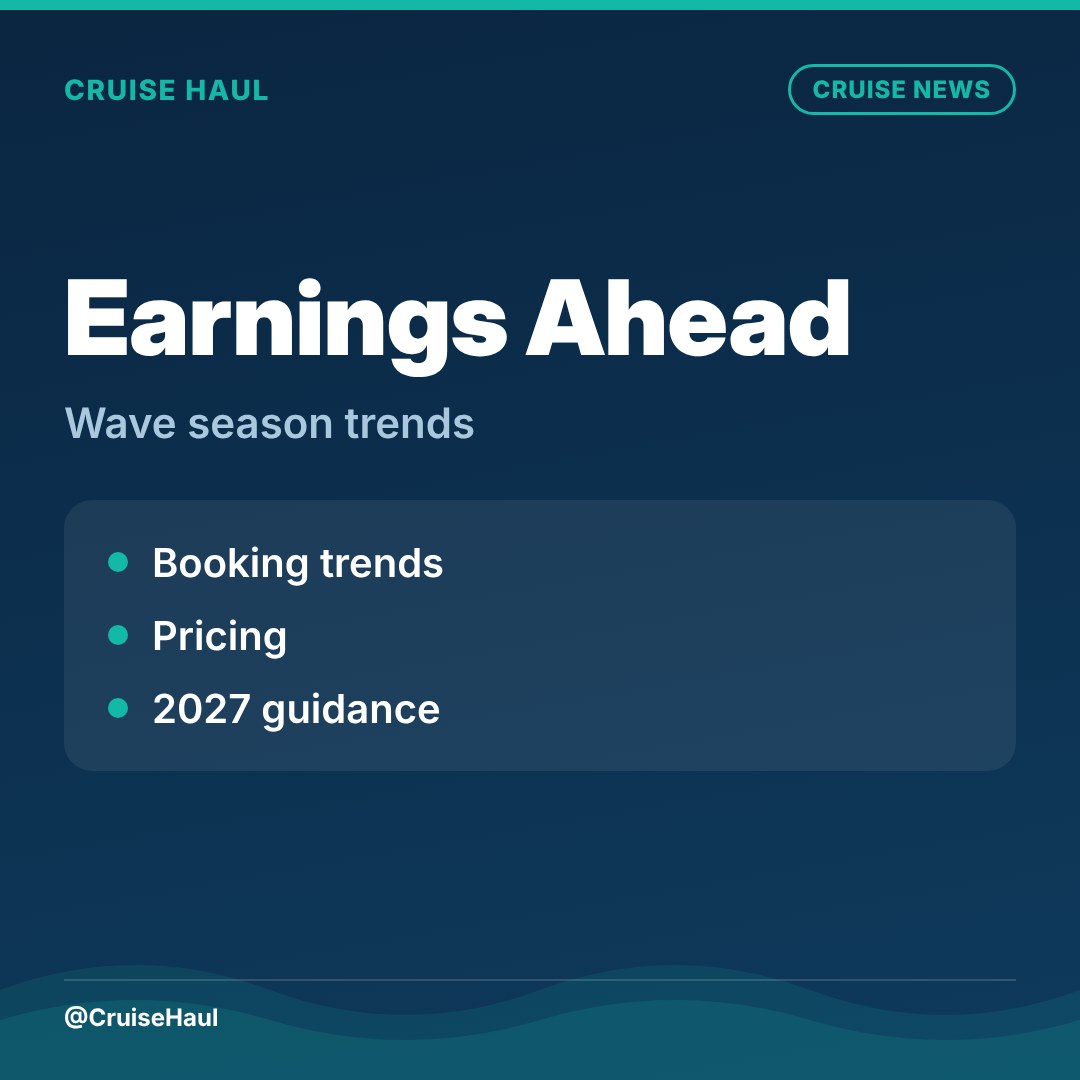 CRUISE HAUL
CRUISE NEWS
Earnings Ahead
Wave season trends
Booking trends
Pricing
2027 guidance
@CruiseHaul